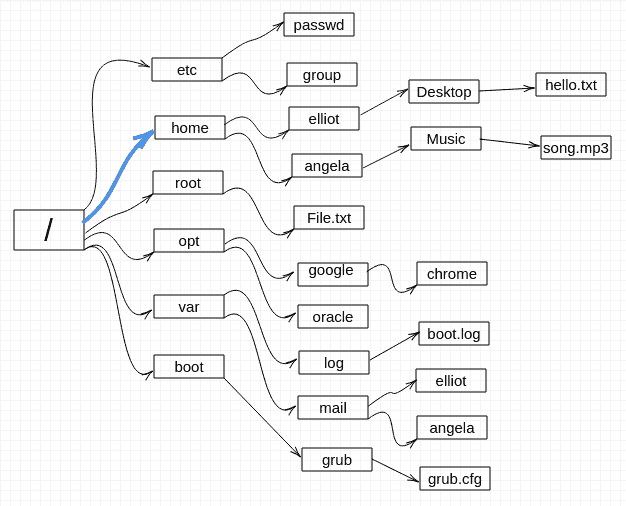 passwd
etc
group
hello.txt
Desktop
elliot
home
Music
song.mp3
angela
root
File.txt
/
opt
google
chrome
oracle
var
boot.log
log
boot
elliot
mail
angela
grub
grub.cfg